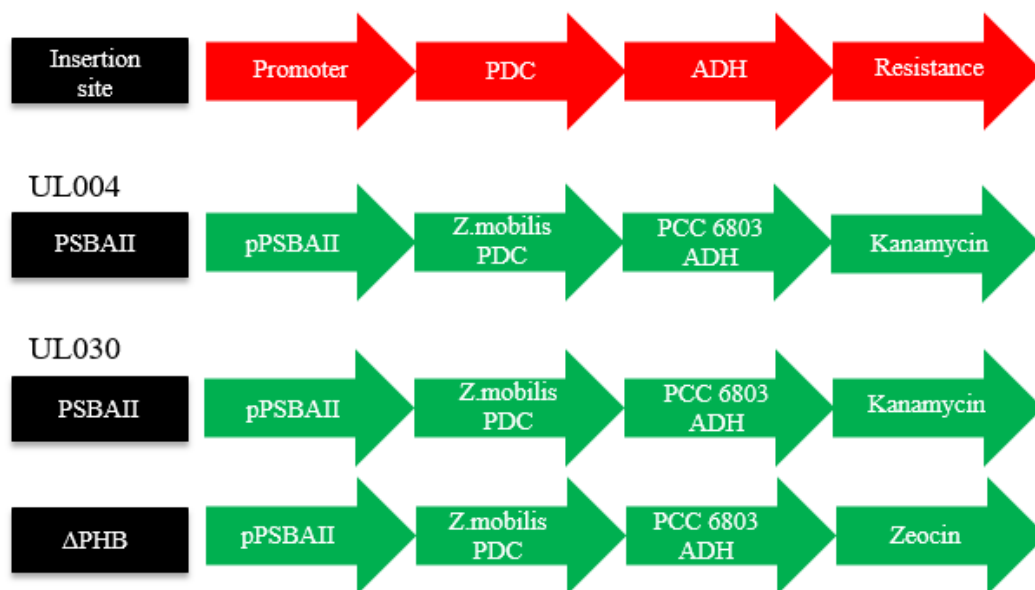 Insertion
site
Promoter
PDC
ADH
Resistance
UL004
PSBAII
pPSBAII
Z.mobilis
PDC
PCC 6803
ADH
Kanamycin
UL030
PSBAII
pPSBAII
Z.mobilis
PDC
PCC 6803
ADH
Kanamycin
ΔPHB
pPSBAII
Z.mobilis
PDC
PCC 6803
ADH
Zeocin